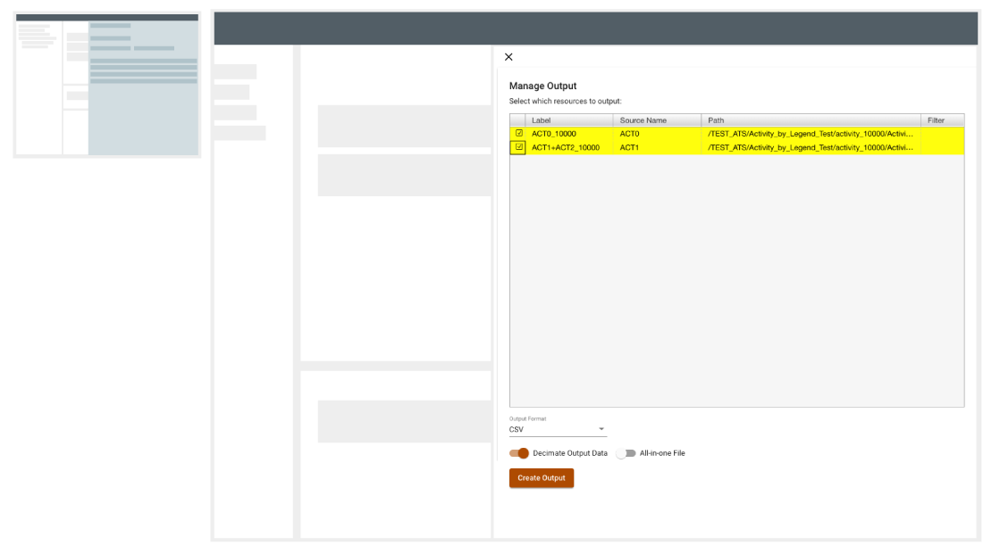 Manage Output
Select which resources to output:
Label Source Name Path Filter
ACT0_10000 ACT0 /TEST_ATS/Activity_by_Legend_Test/activity_10000/Activi...
ACT1+ACT2_10000 ACT1 /TEST_ATS/Activity_by_Legend_Test/activity_10000/Activi...
Output Format
CSV
Decimate Output Data All-in-one File
Create Output